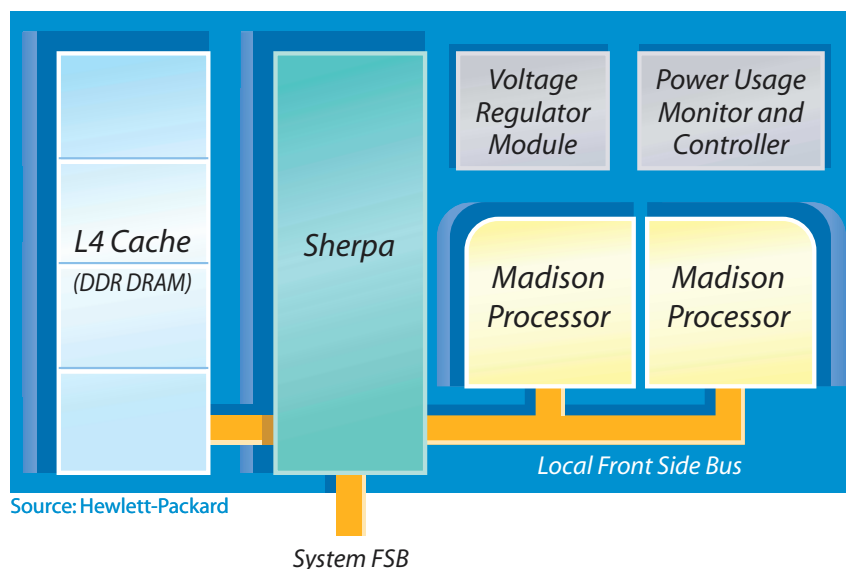 L4 Cache
(DDR DRAM)
Sherpa
Voltage
Regulator
Module
Power Usage
Monitor and
Controller
Madison
Processor
Madison
Processor
Local Front Side Bus
Source: Hewlett-Packard
System FSB